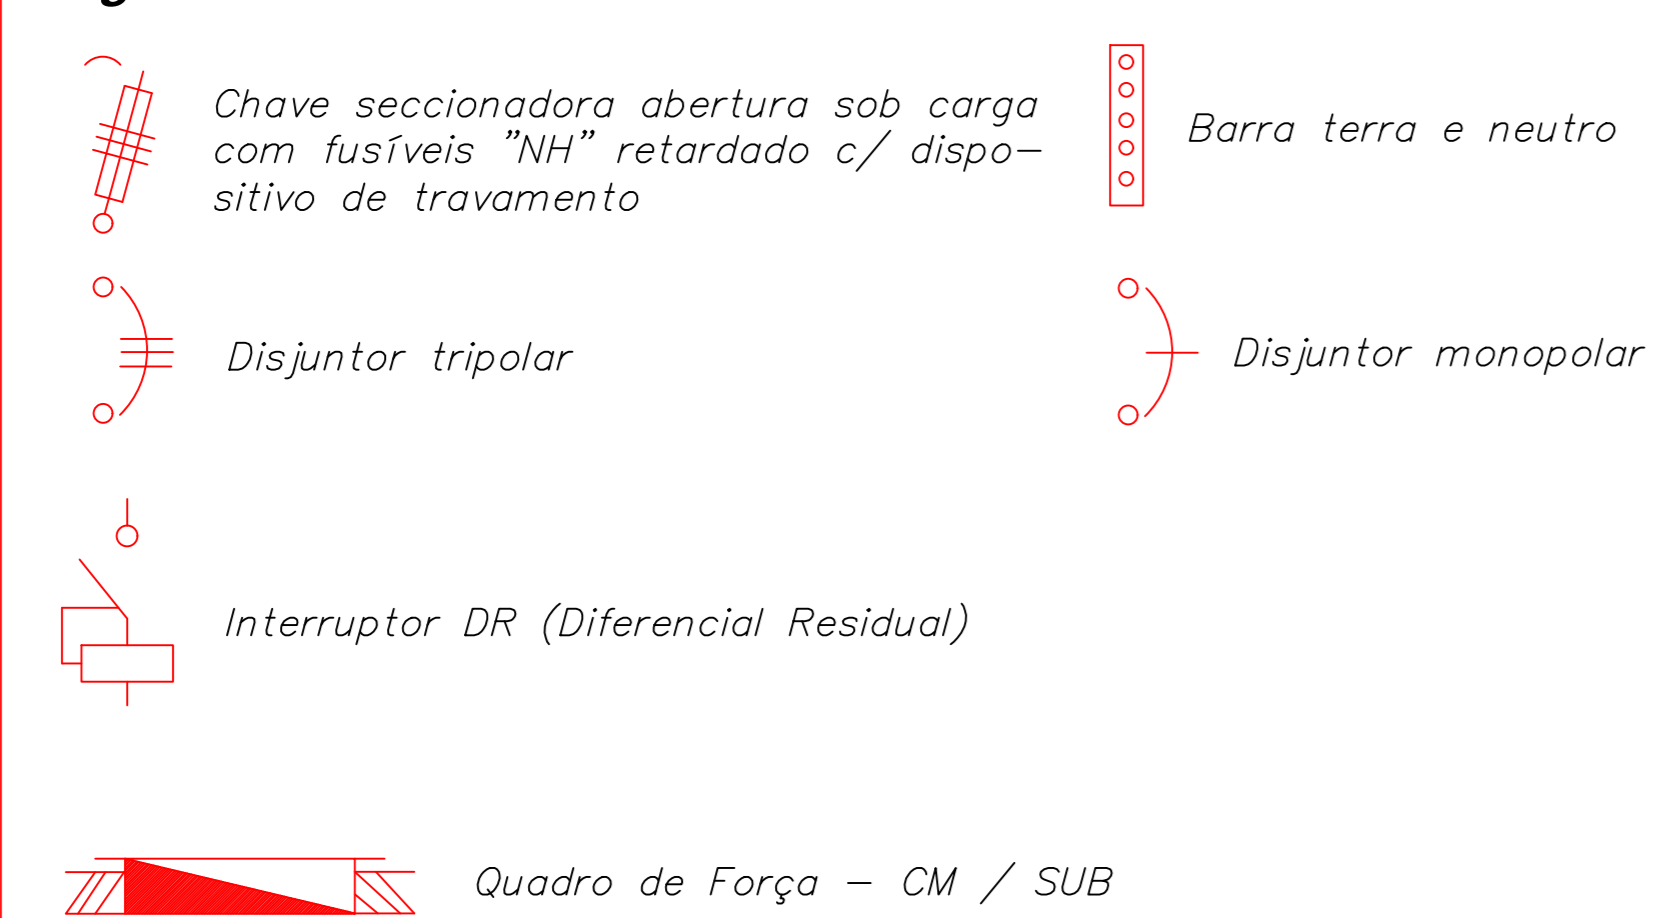 Chave seccionadora abertura sob carga
com fusíveis "NH" retardado c/ dispo-
sitivo de travamento
Barra terra e neutro
Disjuntor tripolar
Disjuntor monopolar
Interruptor DR (Diferencial Residual)
Quadro de Força - CM / SUB